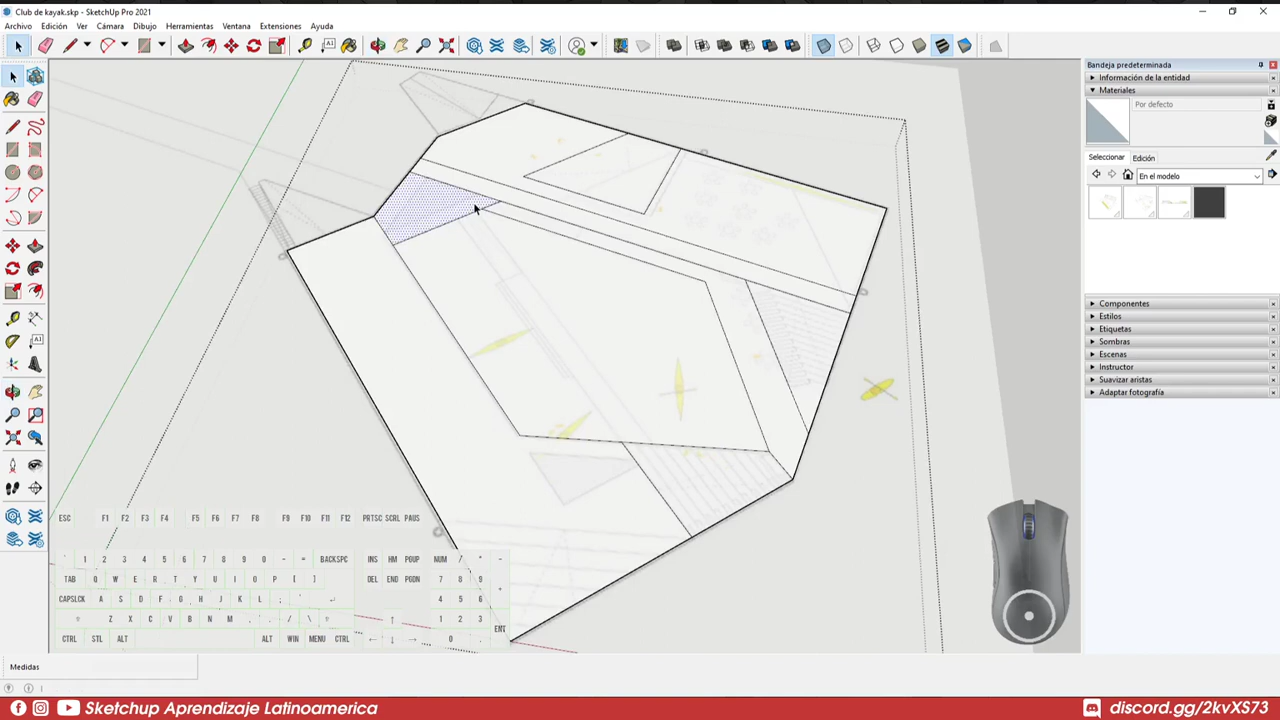 Club de kayak.skp - SketchUp Pro 2021
Archivo Edición Ver Cámara Dibujo Herramientas Ventana Extensiones Ayuda
Bandeja predeterminada
Información de la entidad
Materiales
Por defecto
Seleccionar Edición
En el modelo
Componentes
Estilos
Etiquetas
Sombras
Escenas
Instructor
Suavizar aristas
Adaptar fotografía
ESC F1 F2 F3 F4 F5 F6 F7 F8 F9 F10 F11 F12 PRTSC SCRL PAUS
` 1 2 3 4 5 6 7 8 9 0 - = BACKSPC INS HM PGUP NUM / * -
TAB Q W E R T Y U I O P [ ] DEL END PGDN 7 8 9
CAPSLCK A S D F G H J K L ; ' 4 5 6 +
Z X C V B N M , . / \ 1 2 3
CTRL STL ALT ALT WIN MENU CTRL 0 . ENT
Medidas
Sketchup Aprendizaje Latinoamerica
discord.gg/2kvXS73